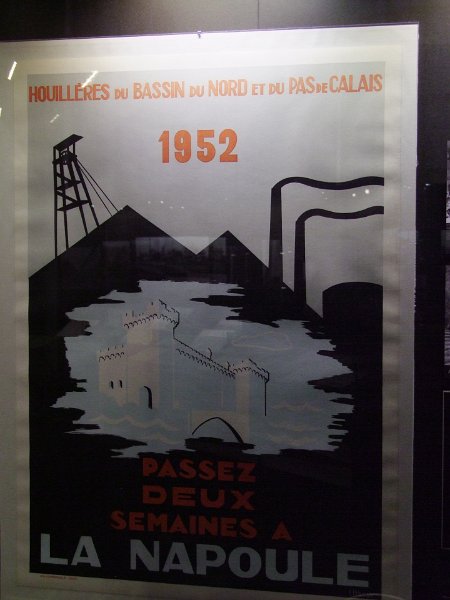 HOUILLÈRES DU BASSIN DU NORD ET DU PAS DE CALAIS
1952
PASSEZ
DEUX
SEMAINES A
LA NAPOULE